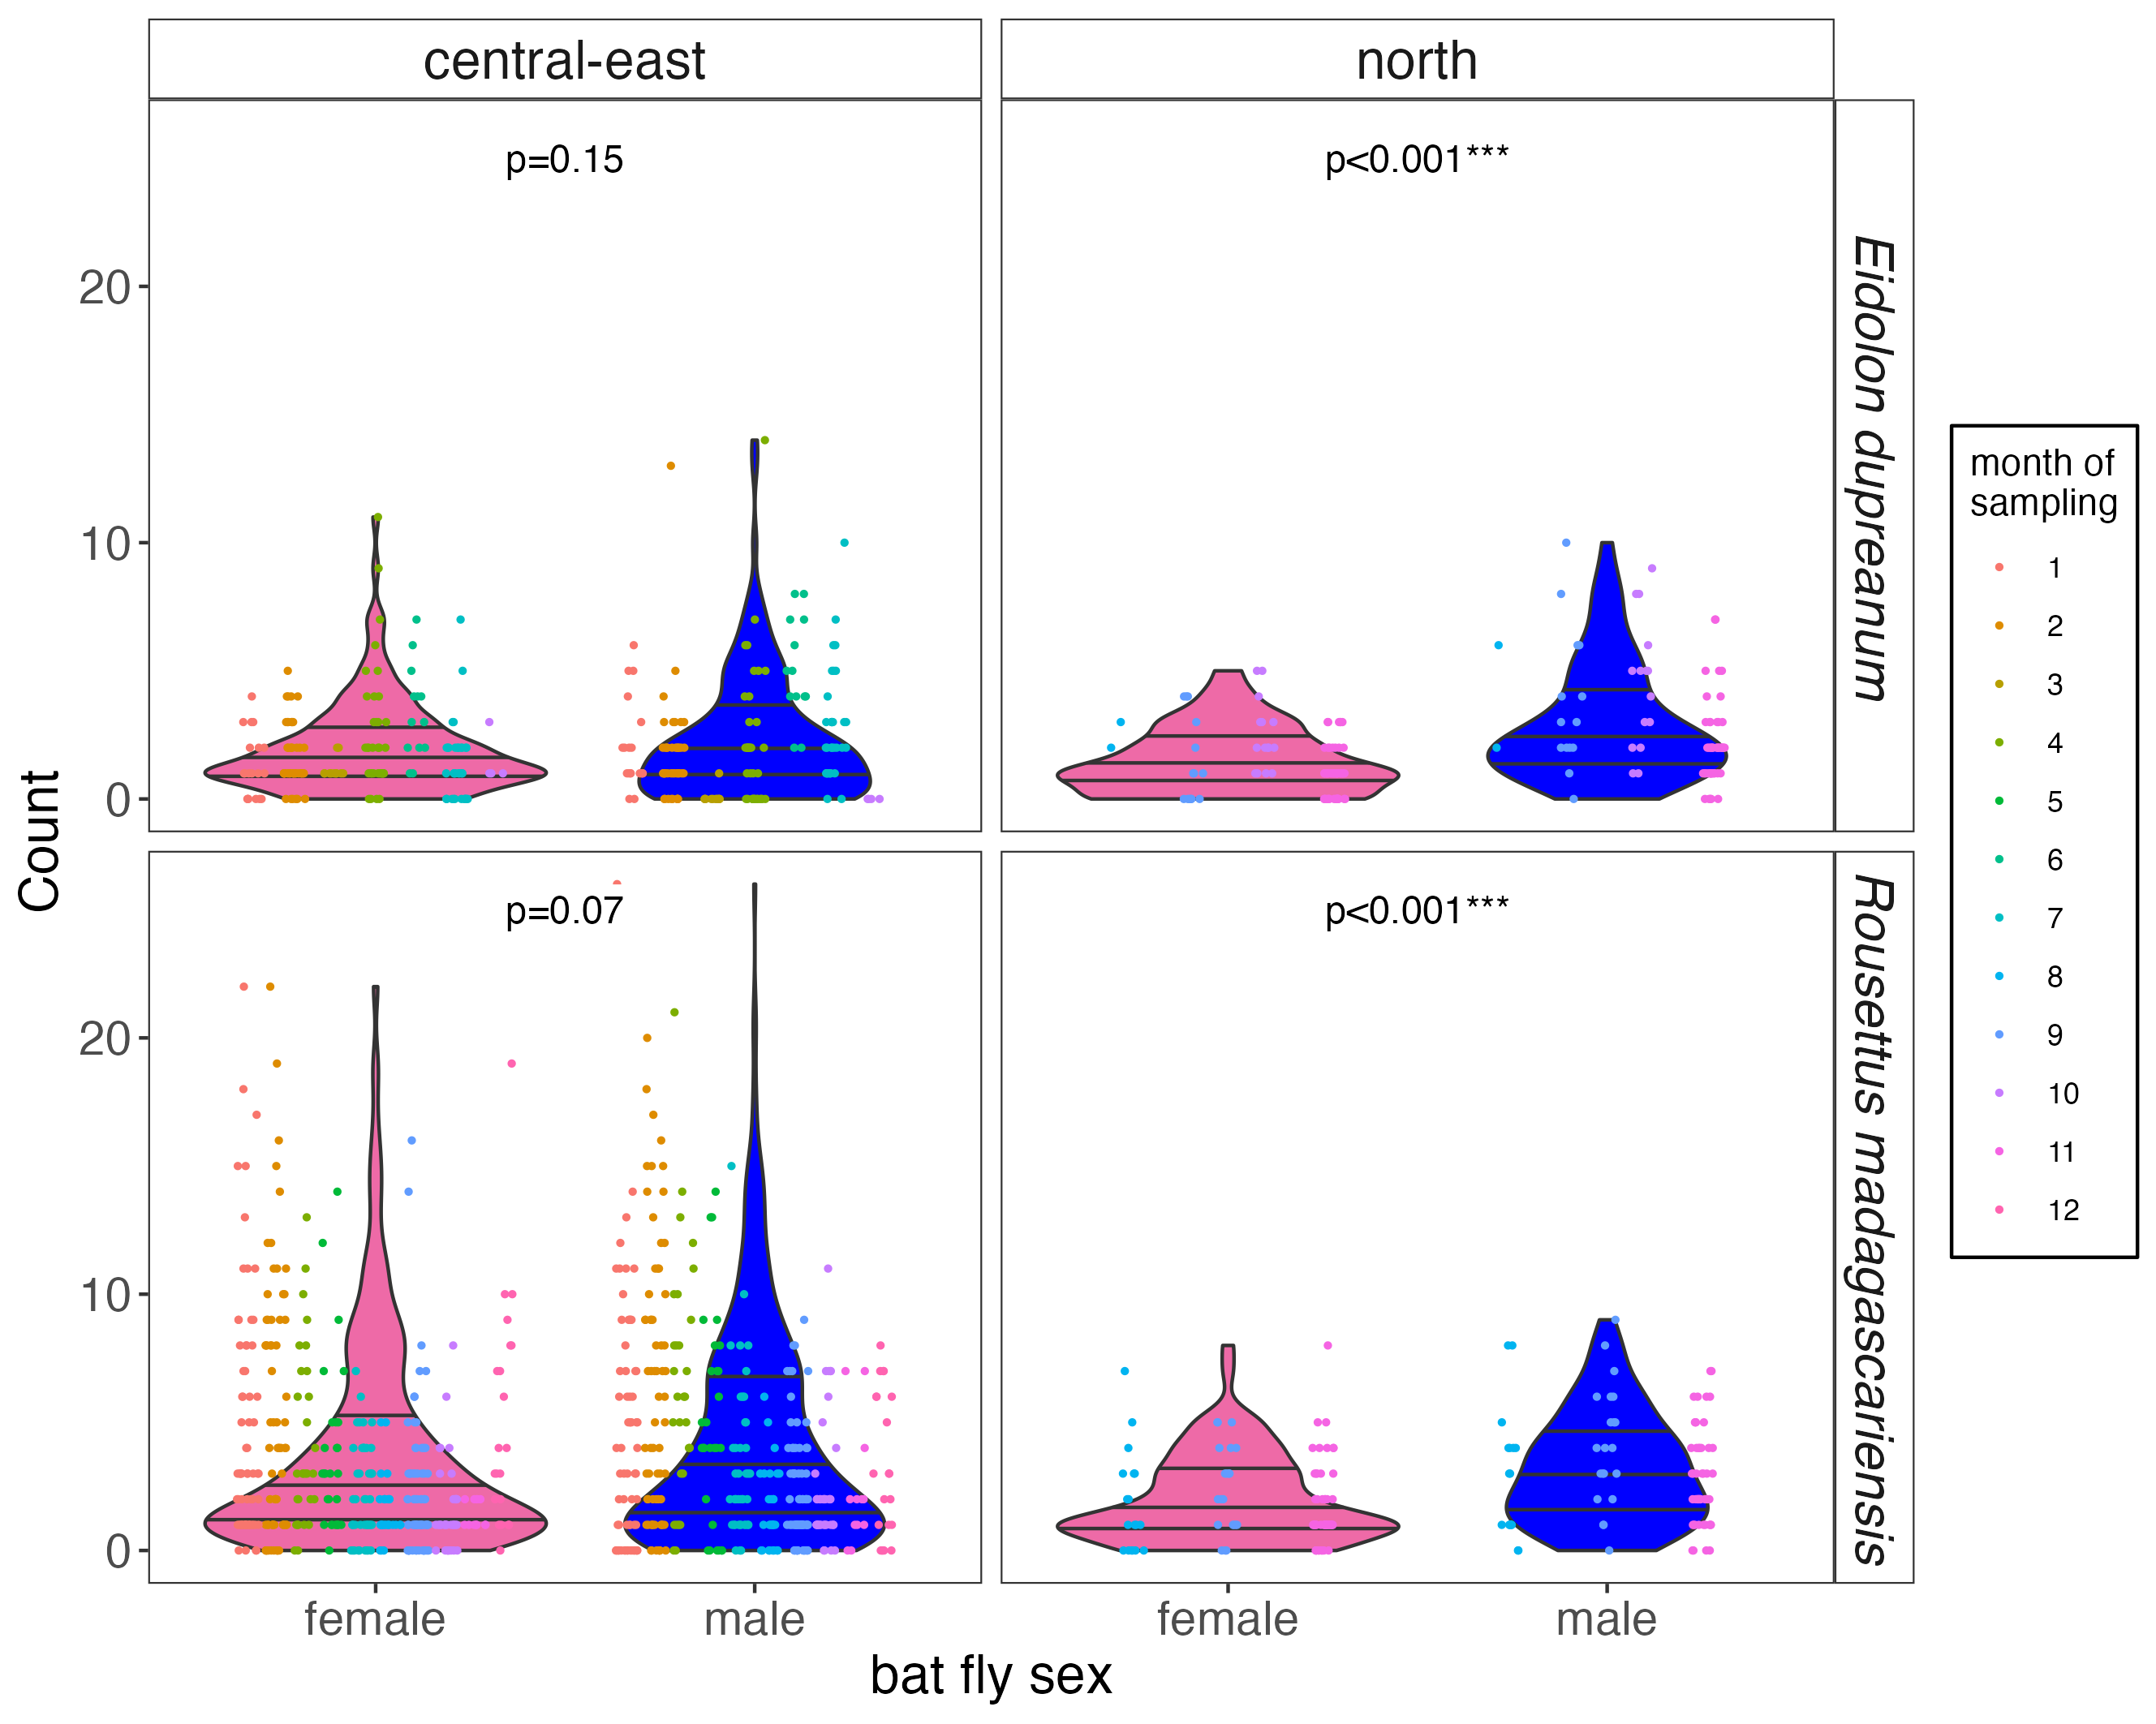 central-east
north
p=0.15
p<0.001***
Eidolon dupreanum
20
10
0
p=0.07
p<0.001***
Rousettus madagascariensis
20
10
0
Count
female
male
female
male
bat fly sex
month of
sampling
1
2
3
4
5
6
7
8
9
10
11
12